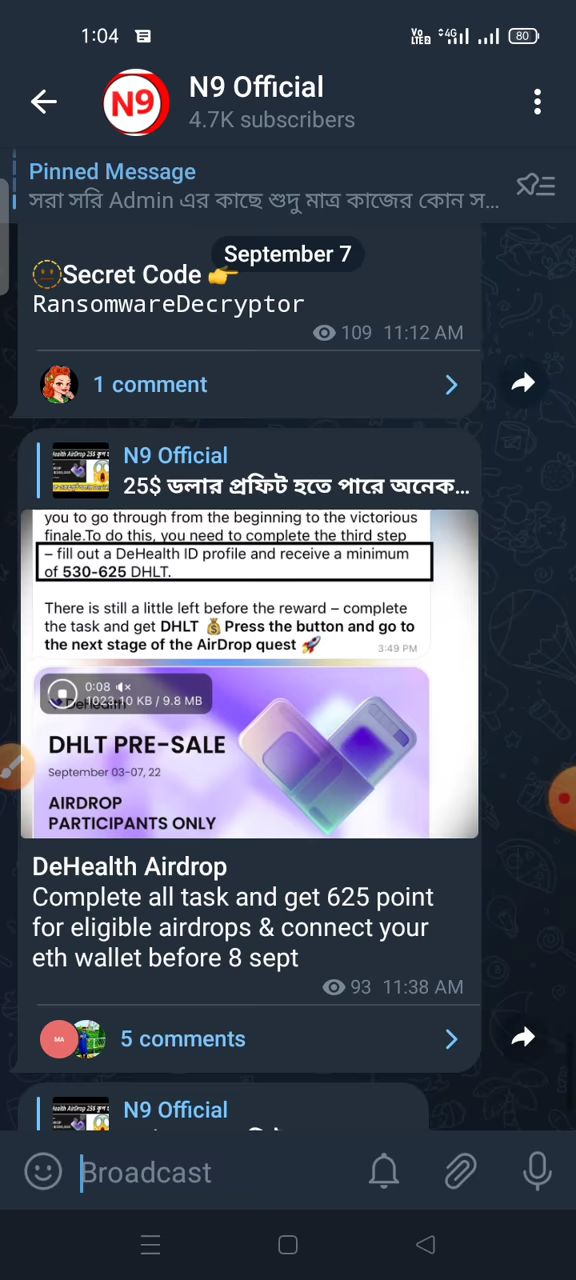 1:04
Vo
LTE2
4G
80
N9
N9 Official
4.7K subscribers
Pinned Message
সরা সরি Admin এর কাছে শুদু মাত্র কাজের কোন স...
September 7
Secret Code 👉
RansomwareDecryptor
109 11:12 AM
1 comment
N9 Official
25$ ডলার প্রফিট হতে পারে অনেক...
you to go through from the beginning to the victorious
finale.To do this, you need to complete the third step
– fill out a DeHealth ID profile and receive a minimum
of 530-625 DHLT.
There is still a little left before the reward – complete
the task and get DHLT 💰 Press the button and go to
the next stage of the AirDrop quest 🚀
3:49 PM
0:08
1023.10 KB / 9.8 MB
DeHealth
DHLT PRE-SALE
September 03-07, 22
AIRDROP
PARTICIPANTS ONLY
DeHealth Airdrop
Complete all task and get 625 point
for eligible airdrops & connect your
eth wallet before 8 sept
93 11:38 AM
MA
5 comments
N9 Official
Broadcast